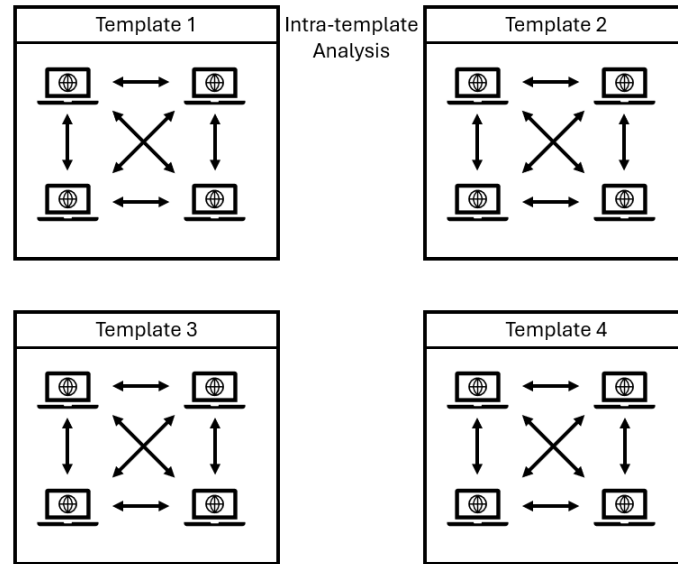 Template 1
Intra-template
Analysis
Template 2
Template 3
Template 4